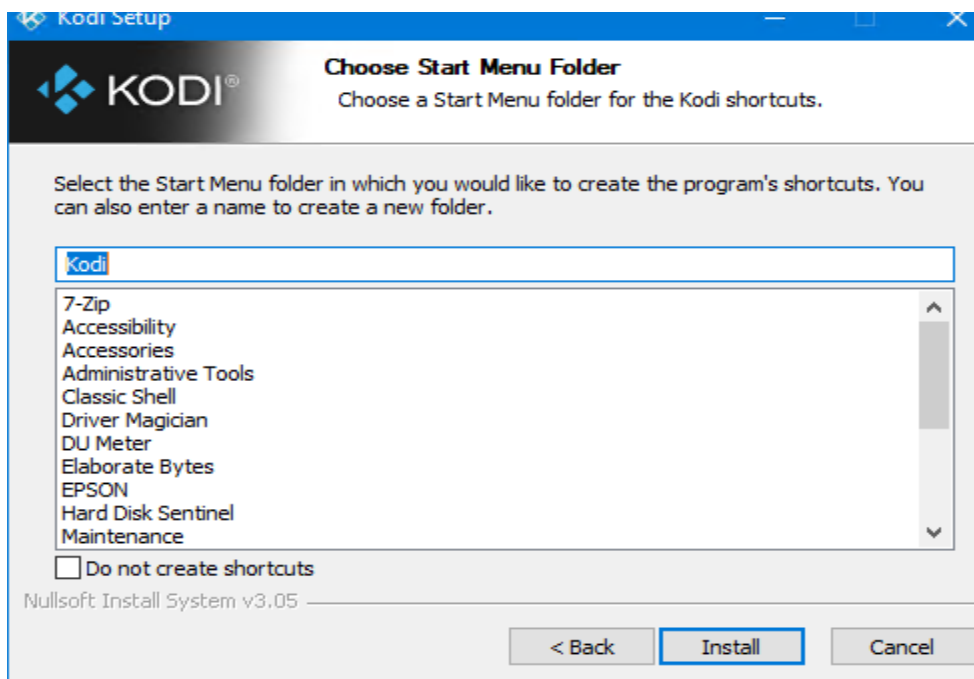 Kodi Setup
KODI®
Choose Start Menu Folder
Choose a Start Menu folder for the Kodi shortcuts.
Select the Start Menu folder in which you would like to create the program's shortcuts. You
can also enter a name to create a new folder.
Kodi
7-Zip
Accessibility
Accessories
Administrative Tools
Classic Shell
Driver Magician
DU Meter
Elaborate Bytes
EPSON
Hard Disk Sentinel
Maintenance
Do not create shortcuts
Nullsoft Install System v3.05
< Back
Install
Cancel